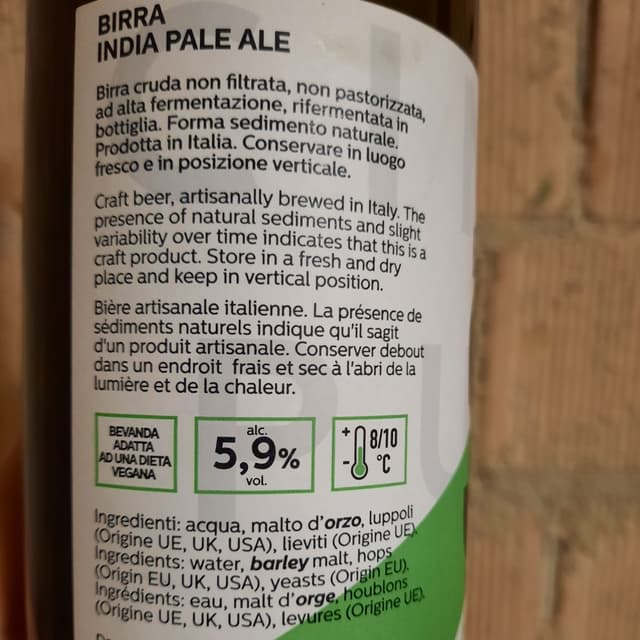 BIRRA
INDIA PALE ALE
Birra cruda non filtrata, non pastorizzata,
ad alta fermentazione, rifermentata in
bottiglia. Forma sedimento naturale.
Prodotta in Italia. Conservare in luogo
fresco e in posizione verticale.
Craft beer, artisanally brewed in Italy. The
presence of natural sediments and slight
variability over time indicates that this is a
craft product. Store in a fresh and dry
place and keep in vertical position.
Bière artisanale italienne. La présence de
sédiments naturels indique qu'il sagit
d'un produit artisanale. Conserver debout
dans un endroit frais et sec à l'abri de la
lumière et de la chaleur.
BEVANDA
ADATTA
AD UNA DIETA
VEGANA
alc.
5,9%
vol.
+
-
8/10
°C
Ingredienti: acqua, malto d'orzo, luppoli
(Origine UE, UK, USA), lieviti (Origine UE).
Ingredients: water, barley malt, hops
(Origin EU, UK, USA), yeasts (Origin EU).
Ingrédients: eau, malt d'orge, houblons
(Origine UE, UK, USA), levures (Origine UE).